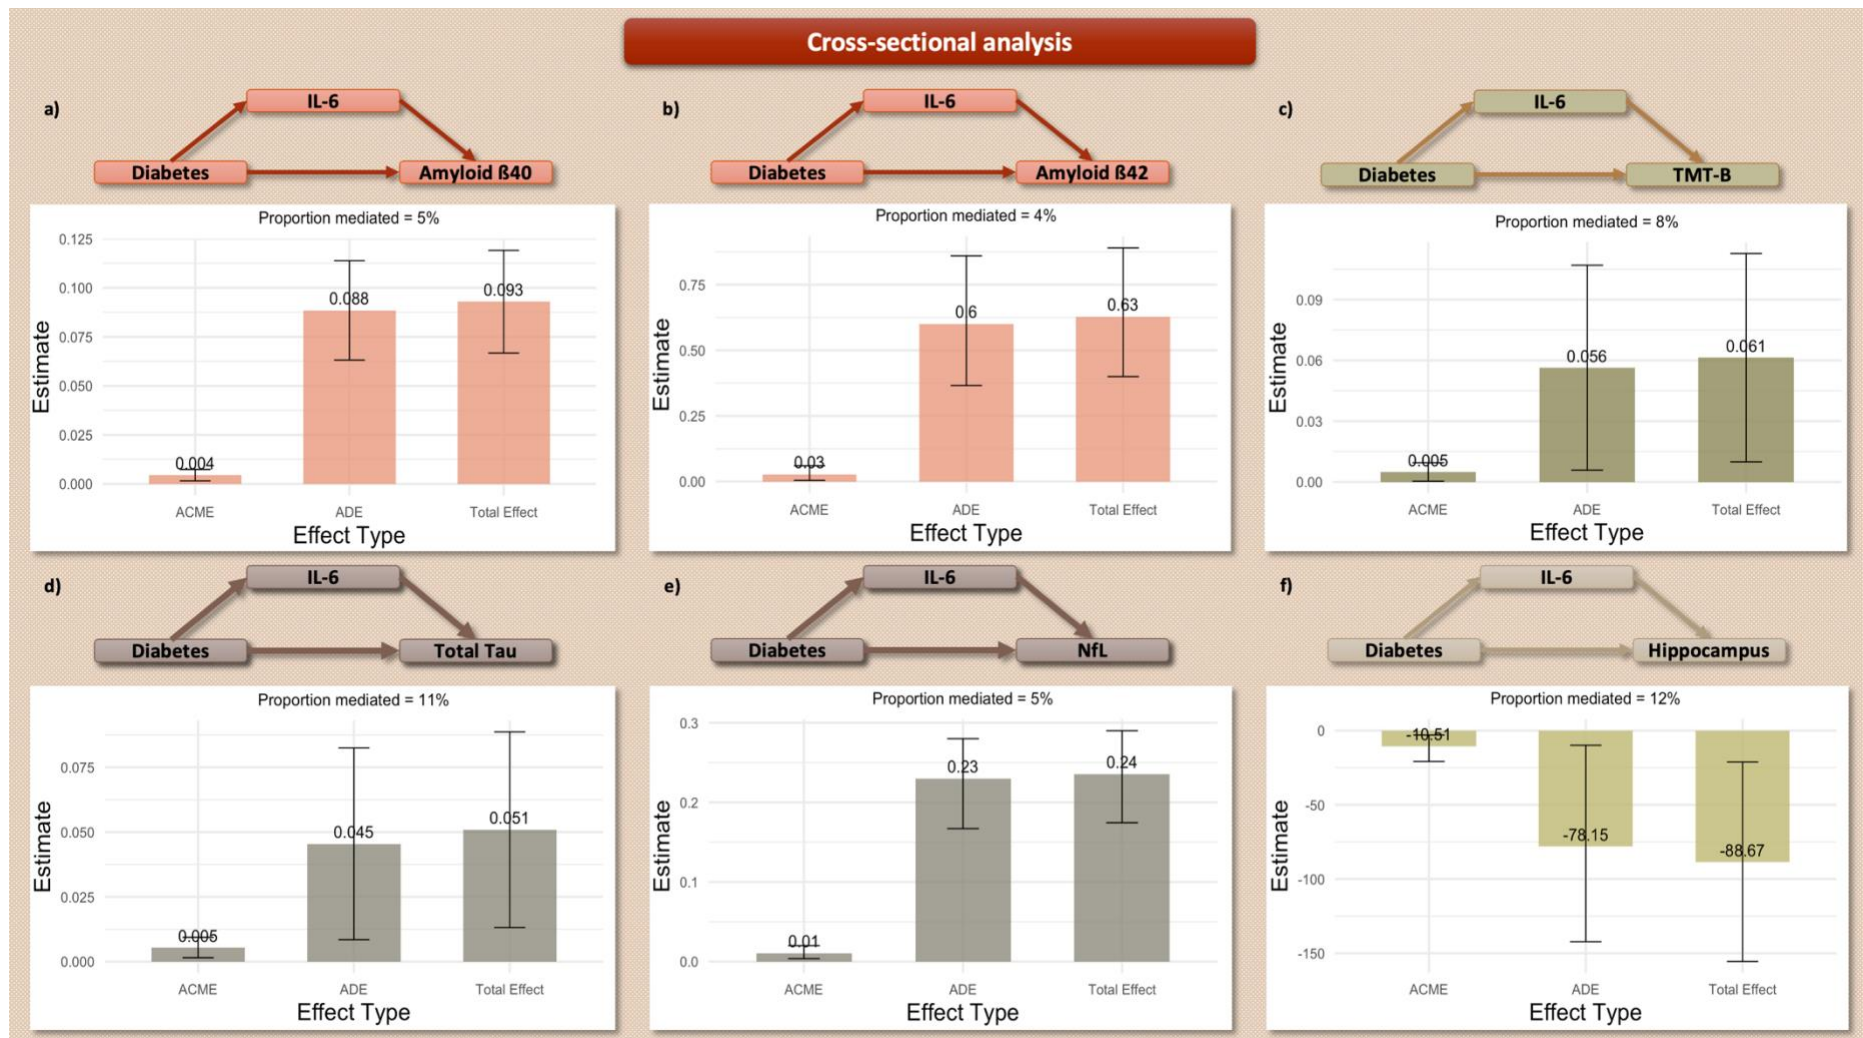 Cross-sectional analysis
a)
IL-6
Diabetes
Amyloid ß40
Proportion mediated = 5%
Estimate
0.125
0.100
0.075
0.050
0.025
0.000
0.004
0.088
0.093
ACME
ADE
Total Effect
Effect Type
b)
IL-6
Diabetes
Amyloid ß42
Proportion mediated = 4%
Estimate
0.75
0.50
0.25
0.00
0.03
0.6
0.63
ACME
ADE
Total Effect
Effect Type
c)
IL-6
Diabetes
TMT-B
Proportion mediated = 8%
Estimate
0.09
0.06
0.03
0.00
0.005
0.056
0.061
ACME
ADE
Total Effect
Effect Type
d)
IL-6
Diabetes
Total Tau
Proportion mediated = 11%
Estimate
0.075
0.050
0.025
0.000
0.005
0.045
0.051
ACME
ADE
Total Effect
Effect Type
e)
IL-6
Diabetes
NfL
Proportion mediated = 5%
Estimate
0.3
0.2
0.1
0.0
0.01
0.23
0.24
ACME
ADE
Total Effect
Effect Type
f)
IL-6
Diabetes
Hippocampus
Proportion mediated = 12%
Estimate
0
-50
-100
-150
-10.51
-78.15
-88.67
ACME
ADE
Total Effect
Effect Type